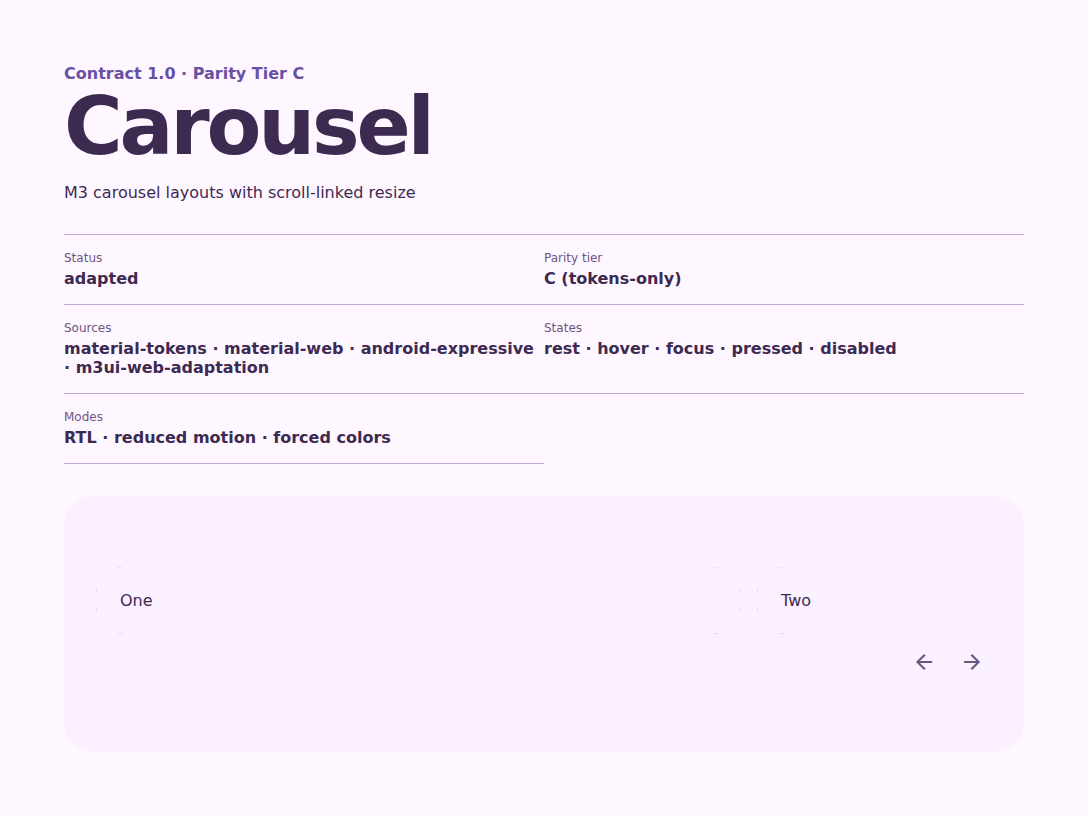 Contract 1.0 · Parity Tier C
Carousel
M3 carousel layouts with scroll-linked resize
Status
adapted
Parity tier
C (tokens-only)
Sources
material-tokens · material-web · android-expressive
· m3ui-web-adaptation
States
rest · hover · focus · pressed · disabled
Modes
RTL · reduced motion · forced colors
One
Two